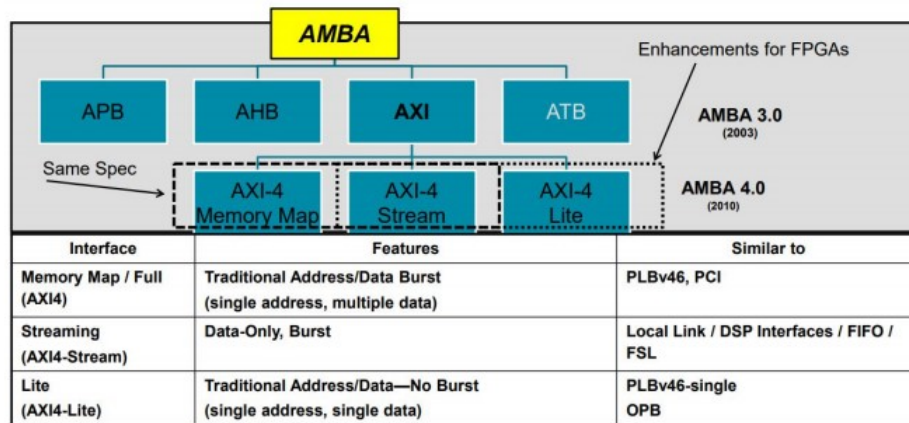 AMBA
Enhancements for FPGAs
APB
AHB
AXI
ATB
AMBA 3.0
(2003)
Same Spec
AXI-4
Memory Map
AXI-4
Stream
AXI-4
Lite
AMBA 4.0
(2010)
Interface
Features
Similar to
Memory Map / Full
(AXI4)
Traditional Address/Data Burst
(single address, multiple data)
PLBv46, PCI
Streaming
(AXI4-Stream)
Data-Only, Burst
Local Link / DSP Interfaces / FIFO /
FSL
Lite
(AXI4-Lite)
Traditional Address/Data—No Burst
(single address, single data)
PLBv46-single
OPB